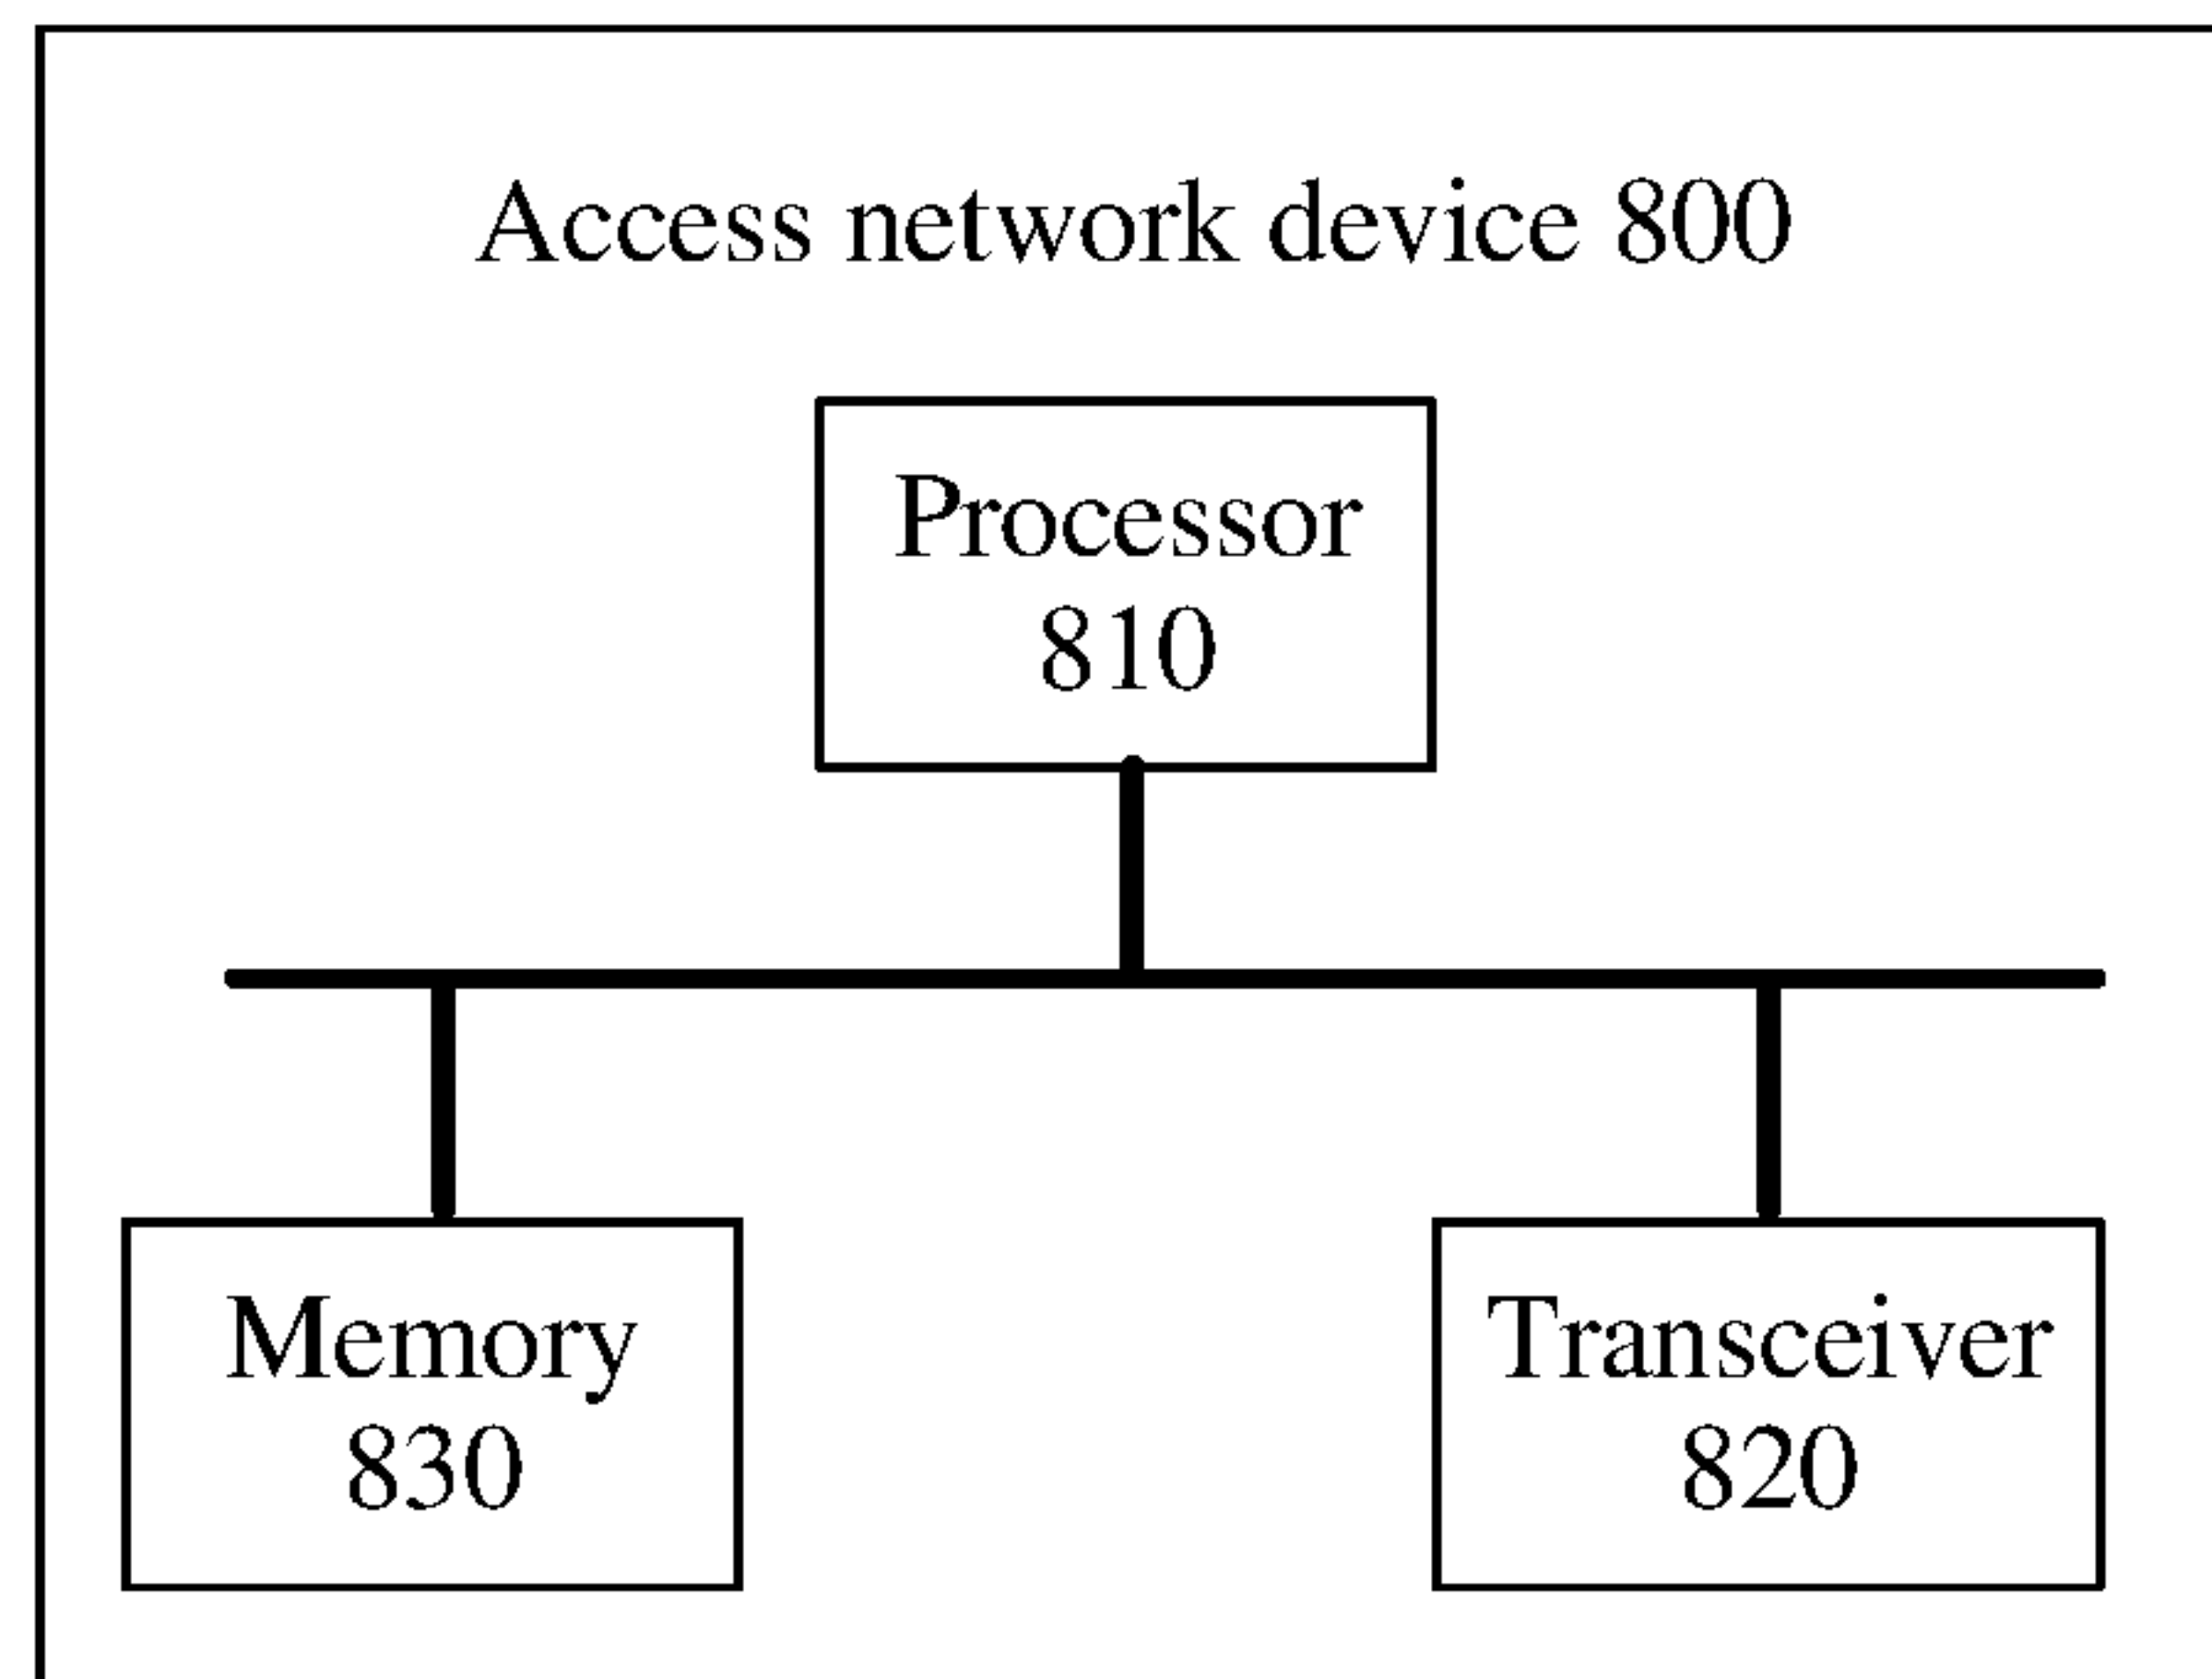 Access network device 800
Processor
810
Memory
830
Transceiver
820